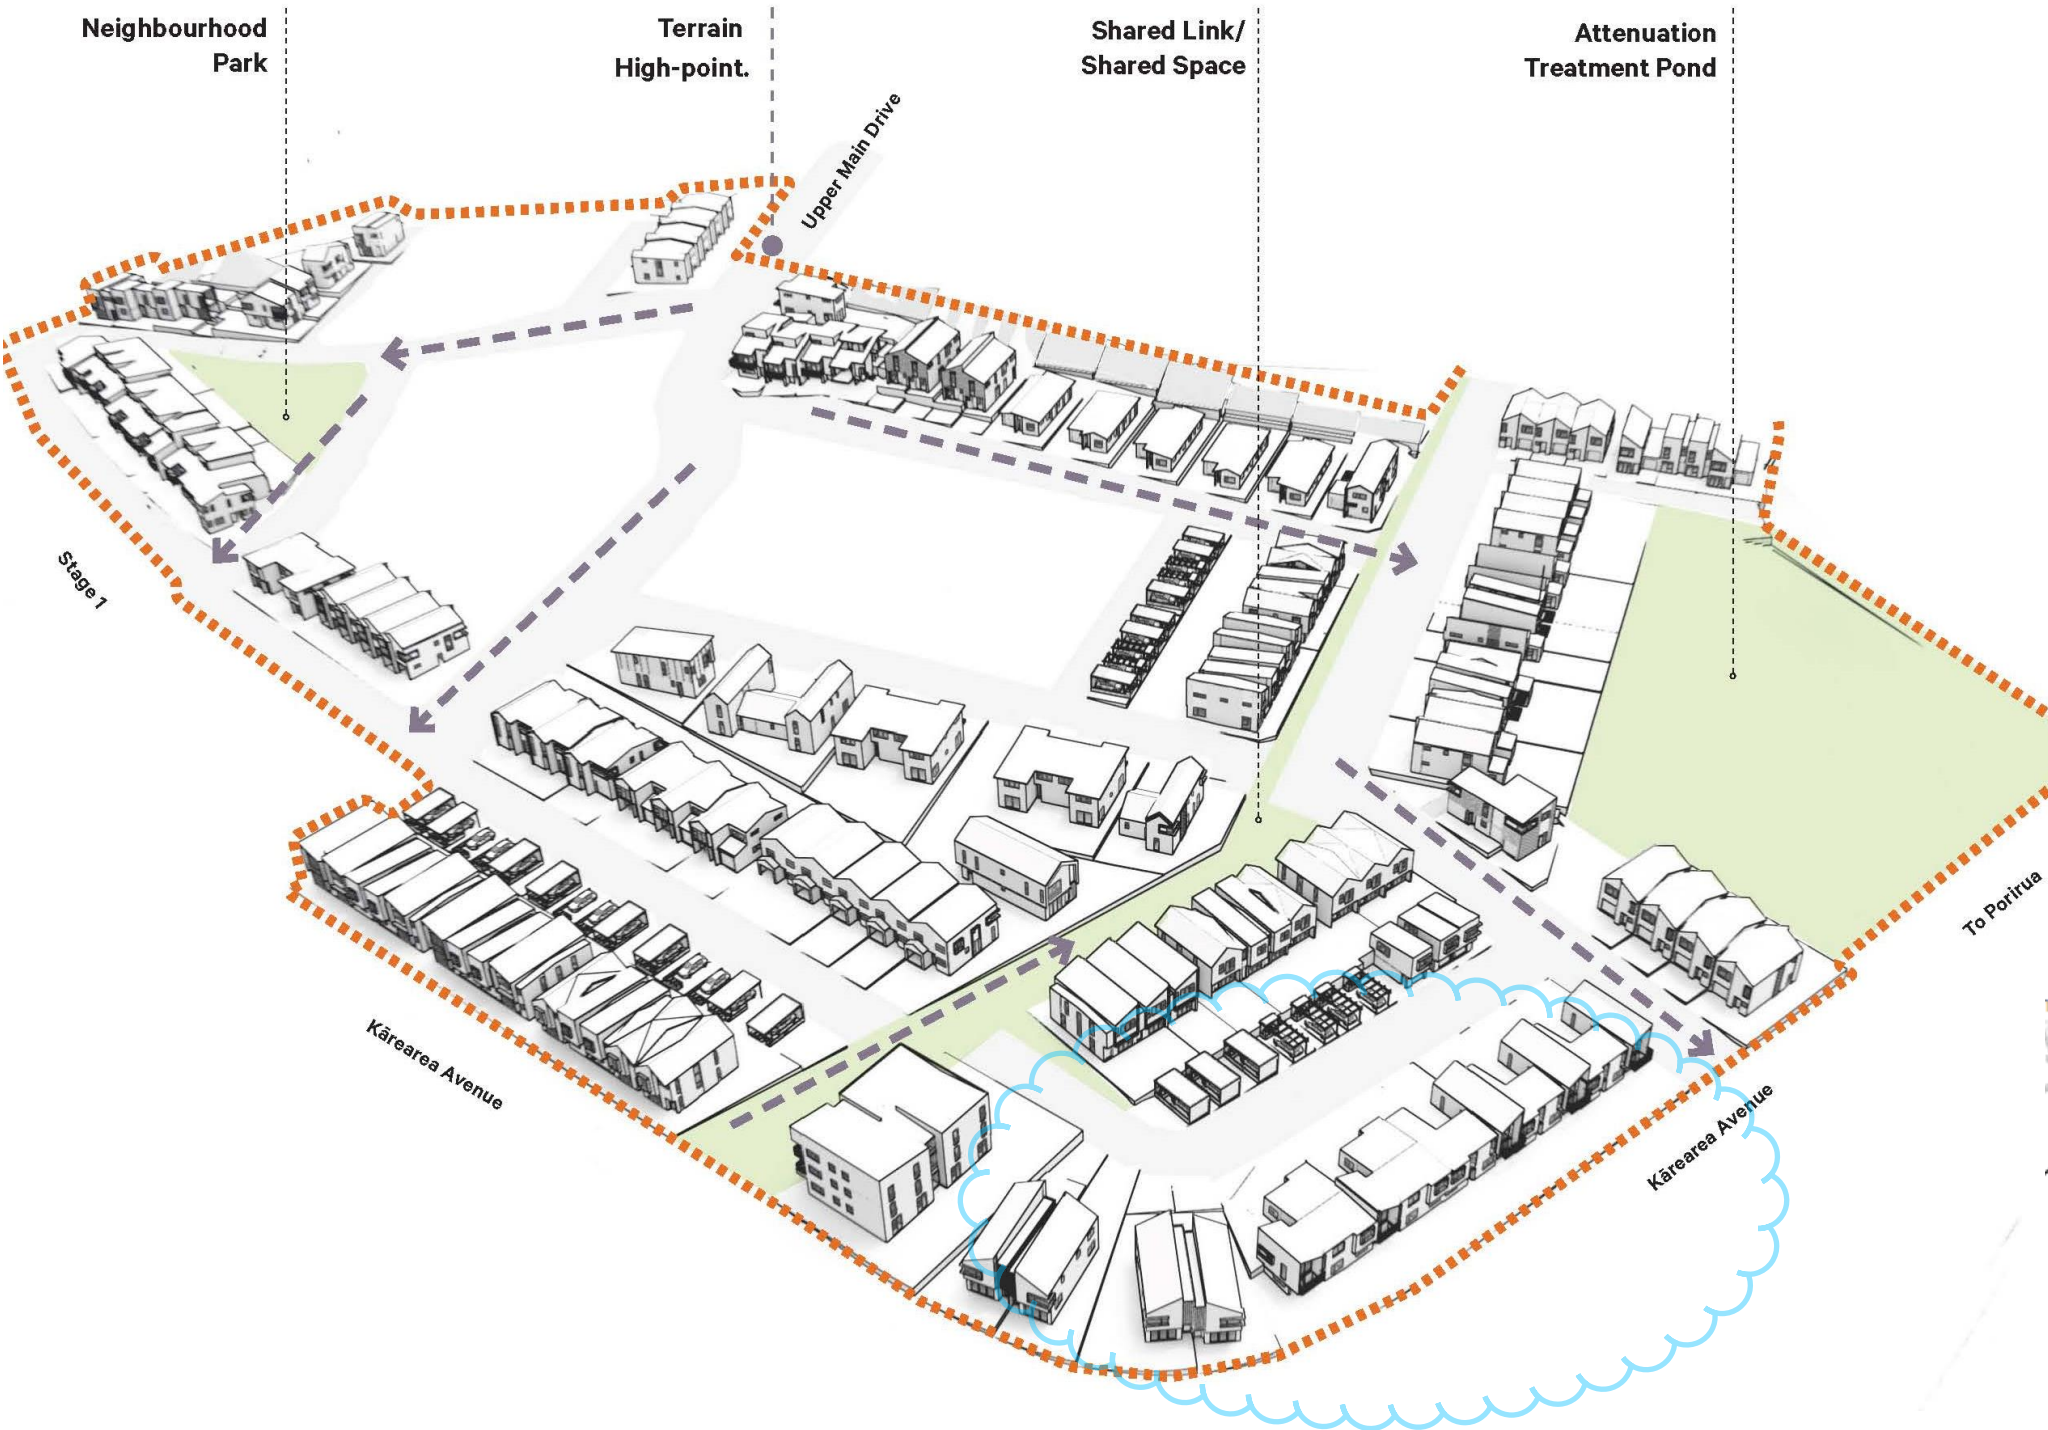 Neighbourhood
Park
Terrain
High-point.
Shared Link/
Shared Space
Attenuation
Treatment Pond
Upper Main Drive
Stage 1
To Porirua
Kārearea Avenue
Kārearea Avenue